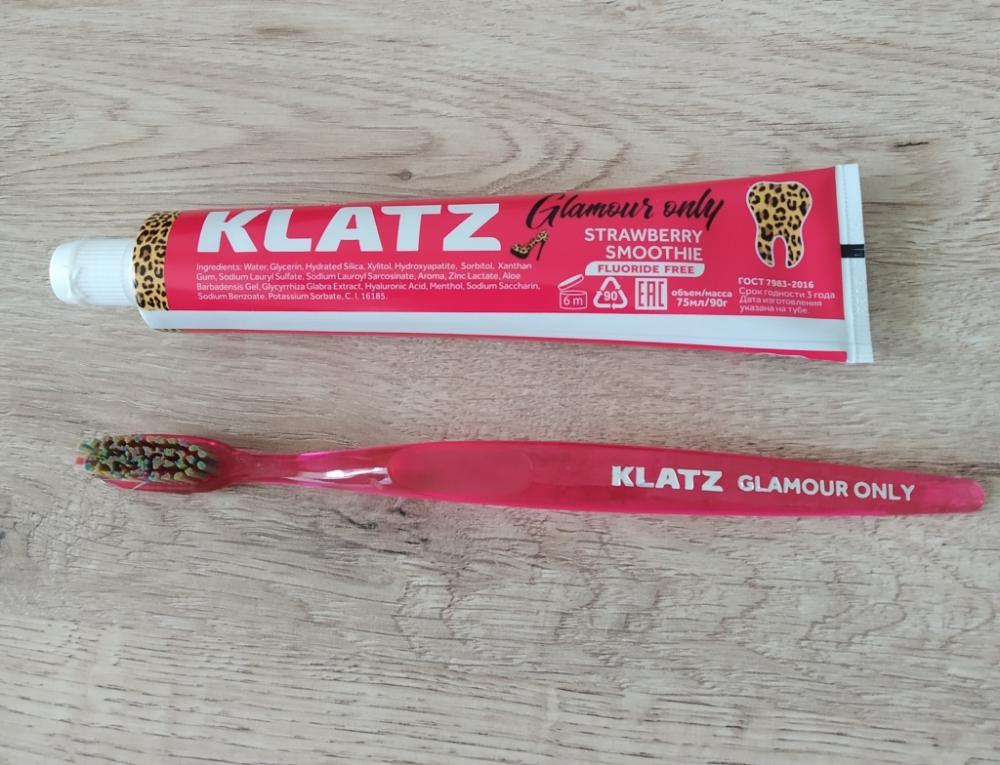 KLATZ
Glamour only
STRAWBERRY
SMOOTHIE
FLUORIDE FREE
Ingredients: Water, Glycerin, Hydrated Silica, Xylitol, Hydroxyapatite, Sorbitol, Xanthan
Gum, Sodium Lauryl Sulfate, Sodium Lauroyl Sarcosinate, Aroma, Zinc Lactate, Aloe
Barbadensis Gel, Glycyrrhiza Glabra Extract, Hyaluronic Acid, Menthol, Sodium Saccharin,
Sodium Benzoate, Potassium Sorbate, C. I. 16185.
6 m
90
EAC
объем/масса
75мл/90г
ГОСТ 7983-2016
Срок годности 3 года.
Дата изготовления
указана на тубе.
KLATZ GLAMOUR ONLY